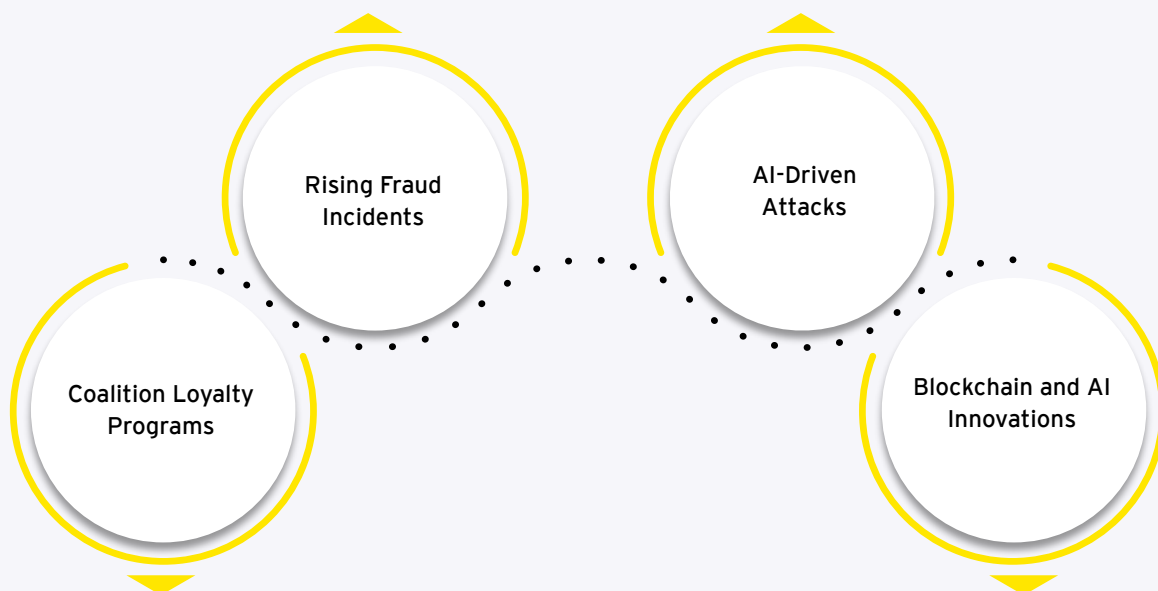 Rising Fraud
Incidents
AI-Driven
Attacks
Coalition Loyalty
Programs
Blockchain and AI
Innovations